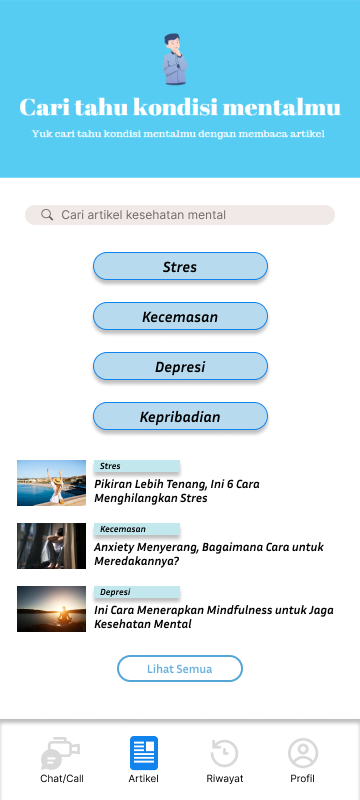 Cari tahu kondisi mentalmu
Yuk cari tahu kondisi mentalmu dengan membaca artikel
Cari artikel kesehatan mental
Stres
Kecemasan
Depresi
Kepribadian
Stres
Pikiran Lebih Tenang, Ini 6 Cara
Menghilangkan Stres
Kecemasan
Anxiety Menyerang, Bagaimana Cara untuk
Meredakannya?
Depresi
Ini Cara Menerapkan Mindfulness untuk Jaga
Kesehatan Mental
Lihat Semua
Chat/Call
Artikel
Riwayat
Profil